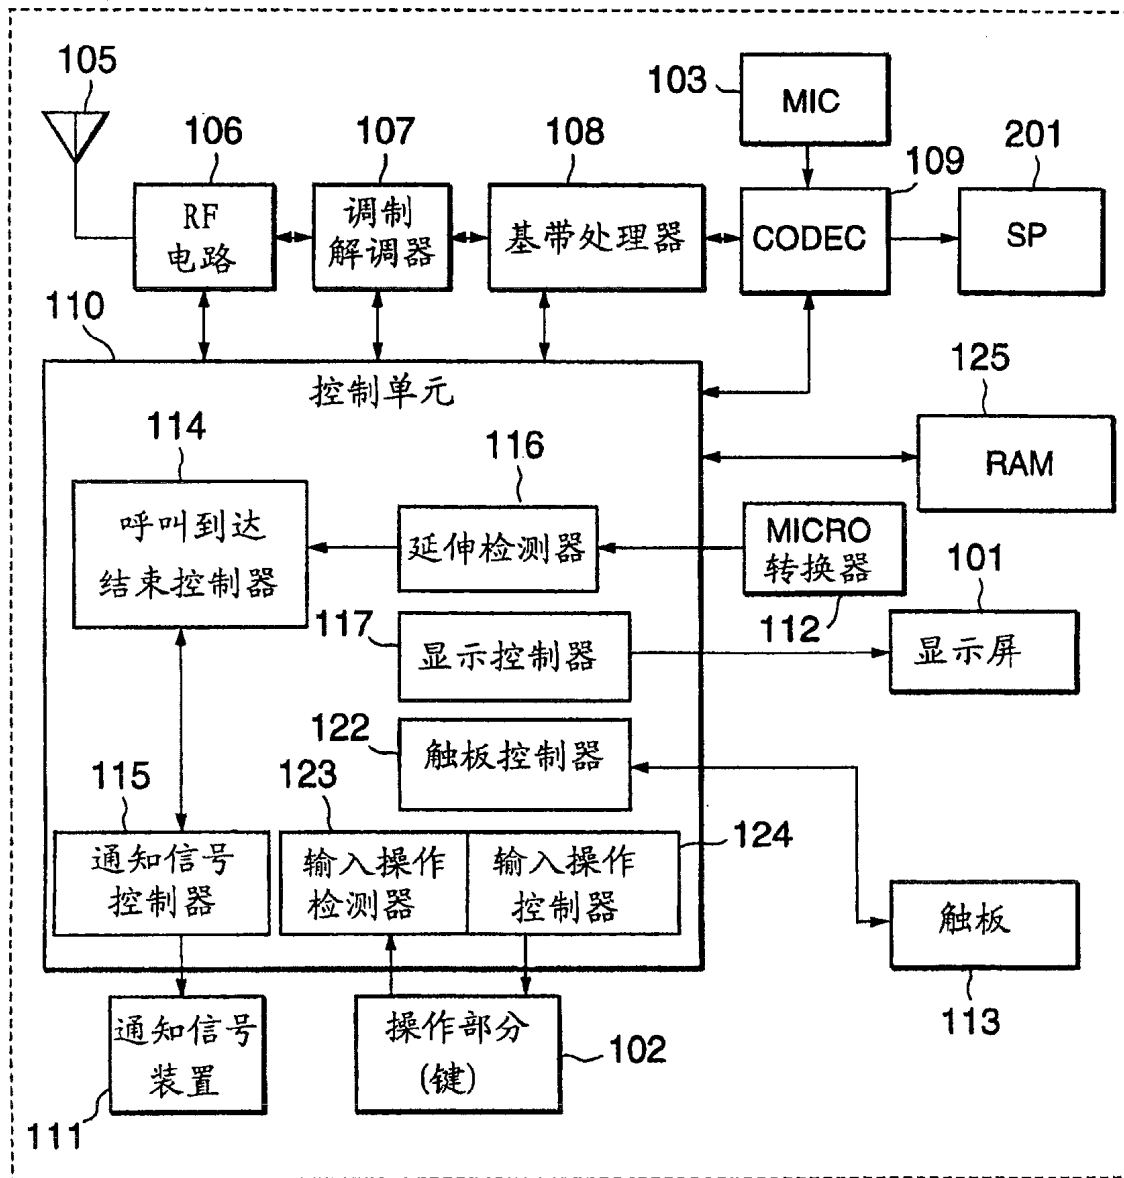 105
106
107
108
103
MIC
109
201
RF
电路
调制
解调器
基带处理器
CODEC
SP
110
控制单元
125
RAM
114
呼叫到达
结束控制器
116
延伸检测器
MICRO
转换器
112
101
显示屏
117
显示控制器
122
触板控制器
115
通知信号
控制器
123
输入操作
检测器
输入操作
控制器
124
触板
113
通知信号
装置
111
操作部分
(键)
102